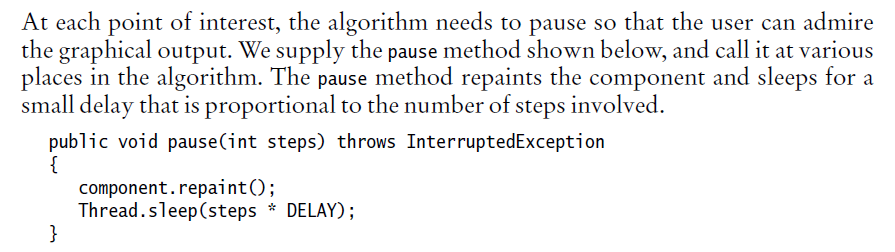 At each point of interest, the algorithm needs to pause so that the user can admire
the graphical output. We supply the pause method shown below, and call it at various
places in the algorithm. The pause method repaints the component and sleeps for a
small delay that is proportional to the number of steps involved.
public void pause(int steps) throws InterruptedException
{
   component.repaint();
   Thread.sleep(steps * DELAY);
}